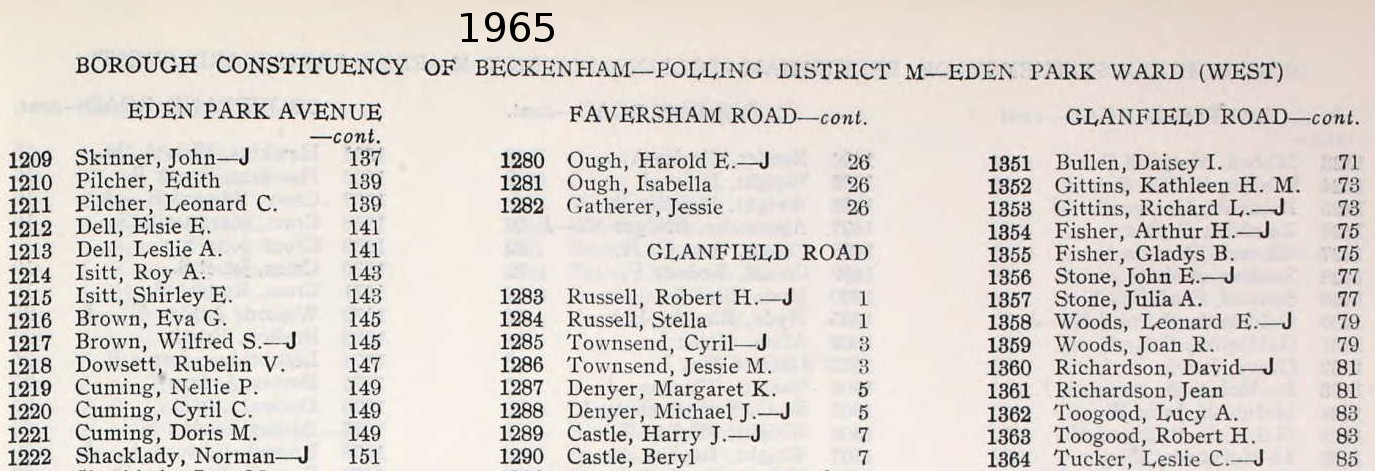 1965
BOROUGH CONSTITUENCY OF BECKENHAM—POLLING DISTRICT M—EDEN PARK WARD (WEST)
EDEN PARK AVENUE
—cont.
1209 Skinner, John—J 137
1210 Pilcher, Edith 139
1211 Pilcher, Leonard C. 139
1212 Dell, Elsie E. 141
1213 Dell, Leslie A. 141
1214 Isitt, Roy A. 143
1215 Isitt, Shirley E. 143
1216 Brown, Eva G. 145
1217 Brown, Wilfred S.—J 145
1218 Dowsett, Rubelin V. 147
1219 Cuming, Nellie P. 149
1220 Cuming, Cyril C. 149
1221 Cuming, Doris M. 149
1222 Shacklady, Norman—J 151
FAVERSHAM ROAD—cont.
1280 Ough, Harold E.—J 26
1281 Ough, Isabella 26
1282 Gatherer, Jessie 26
GLANFIELD ROAD
1283 Russell, Robert H.—J 1
1284 Russell, Stella 1
1285 Townsend, Cyril—J 3
1286 Townsend, Jessie M. 3
1287 Denyer, Margaret K. 5
1288 Denyer, Michael J.—J 5
1289 Castle, Harry J.—J 7
1290 Castle, Beryl 7
GLANFIELD ROAD—cont.
1351 Bullen, Daisey I. 71
1352 Gittins, Kathleen H. M. 73
1353 Gittins, Richard L.—J 73
1354 Fisher, Arthur H.—J 75
1355 Fisher, Gladys B. 75
1356 Stone, John E.—J 77
1357 Stone, Julia A. 77
1358 Woods, Leonard E.—J 79
1359 Woods, Joan R. 79
1360 Richardson, David—J 81
1361 Richardson, Jean 81
1362 Toogood, Lucy A. 83
1363 Toogood, Robert H. 83
1364 Tucker, Leslie C.—J 85